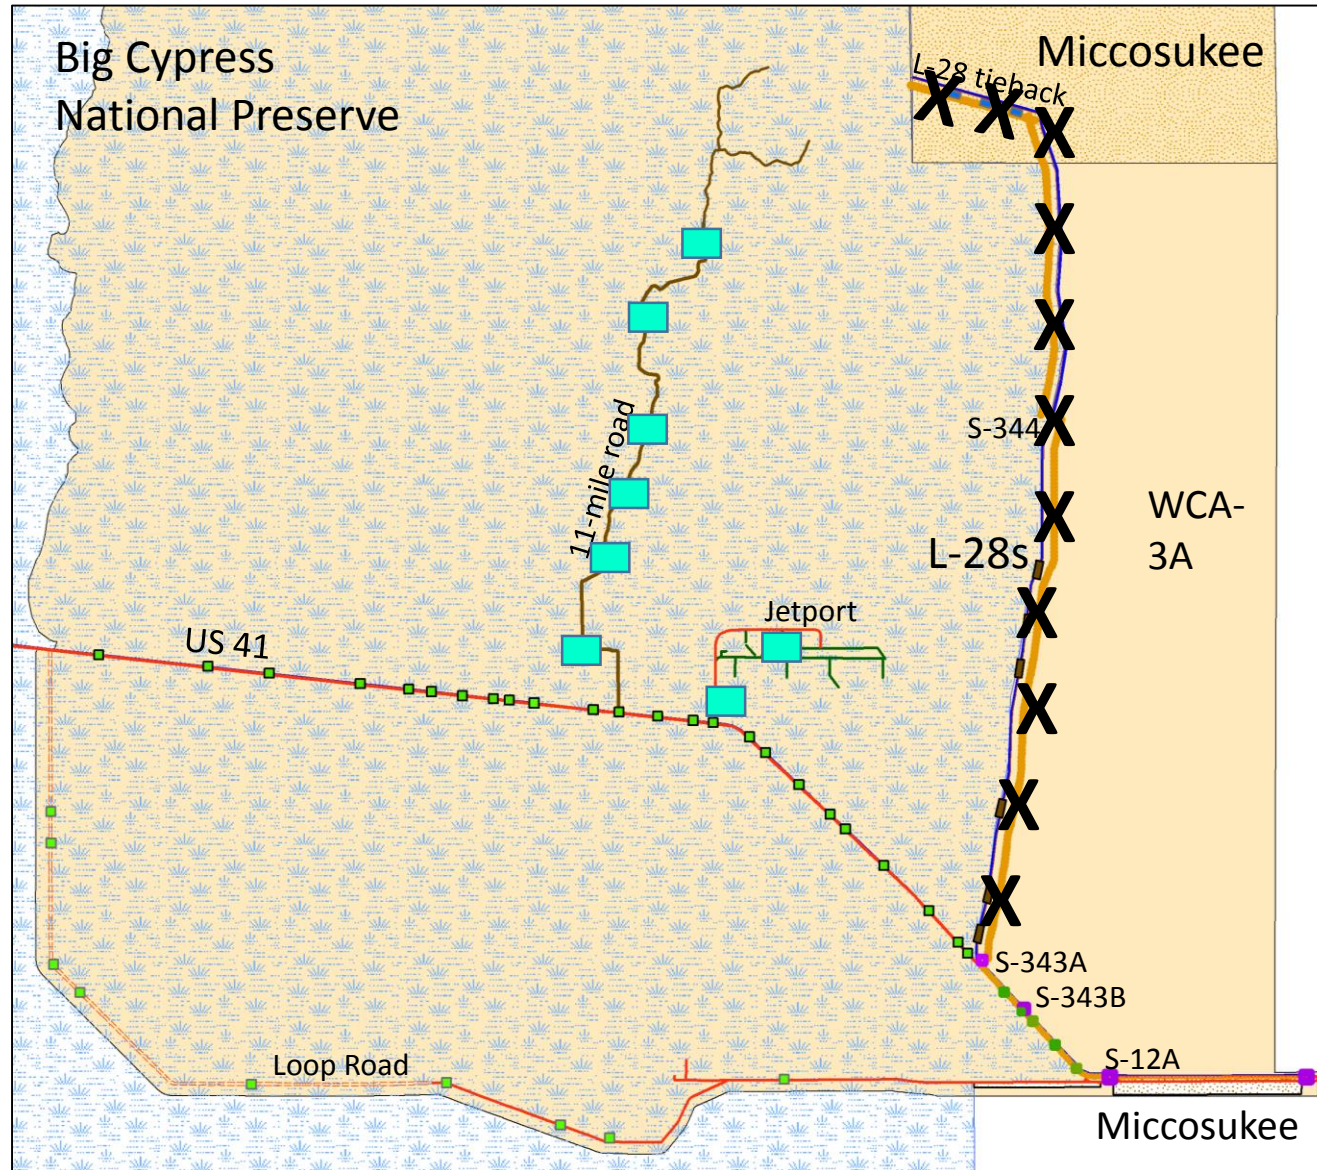 Big Cypress
National Preserve
Miccosukee
L-28 tieback
S-344
11-mile road
WCA-
3A
L-28s
Jetport
US 41
S-343A
S-343B
Loop Road
S-12A
Miccosukee